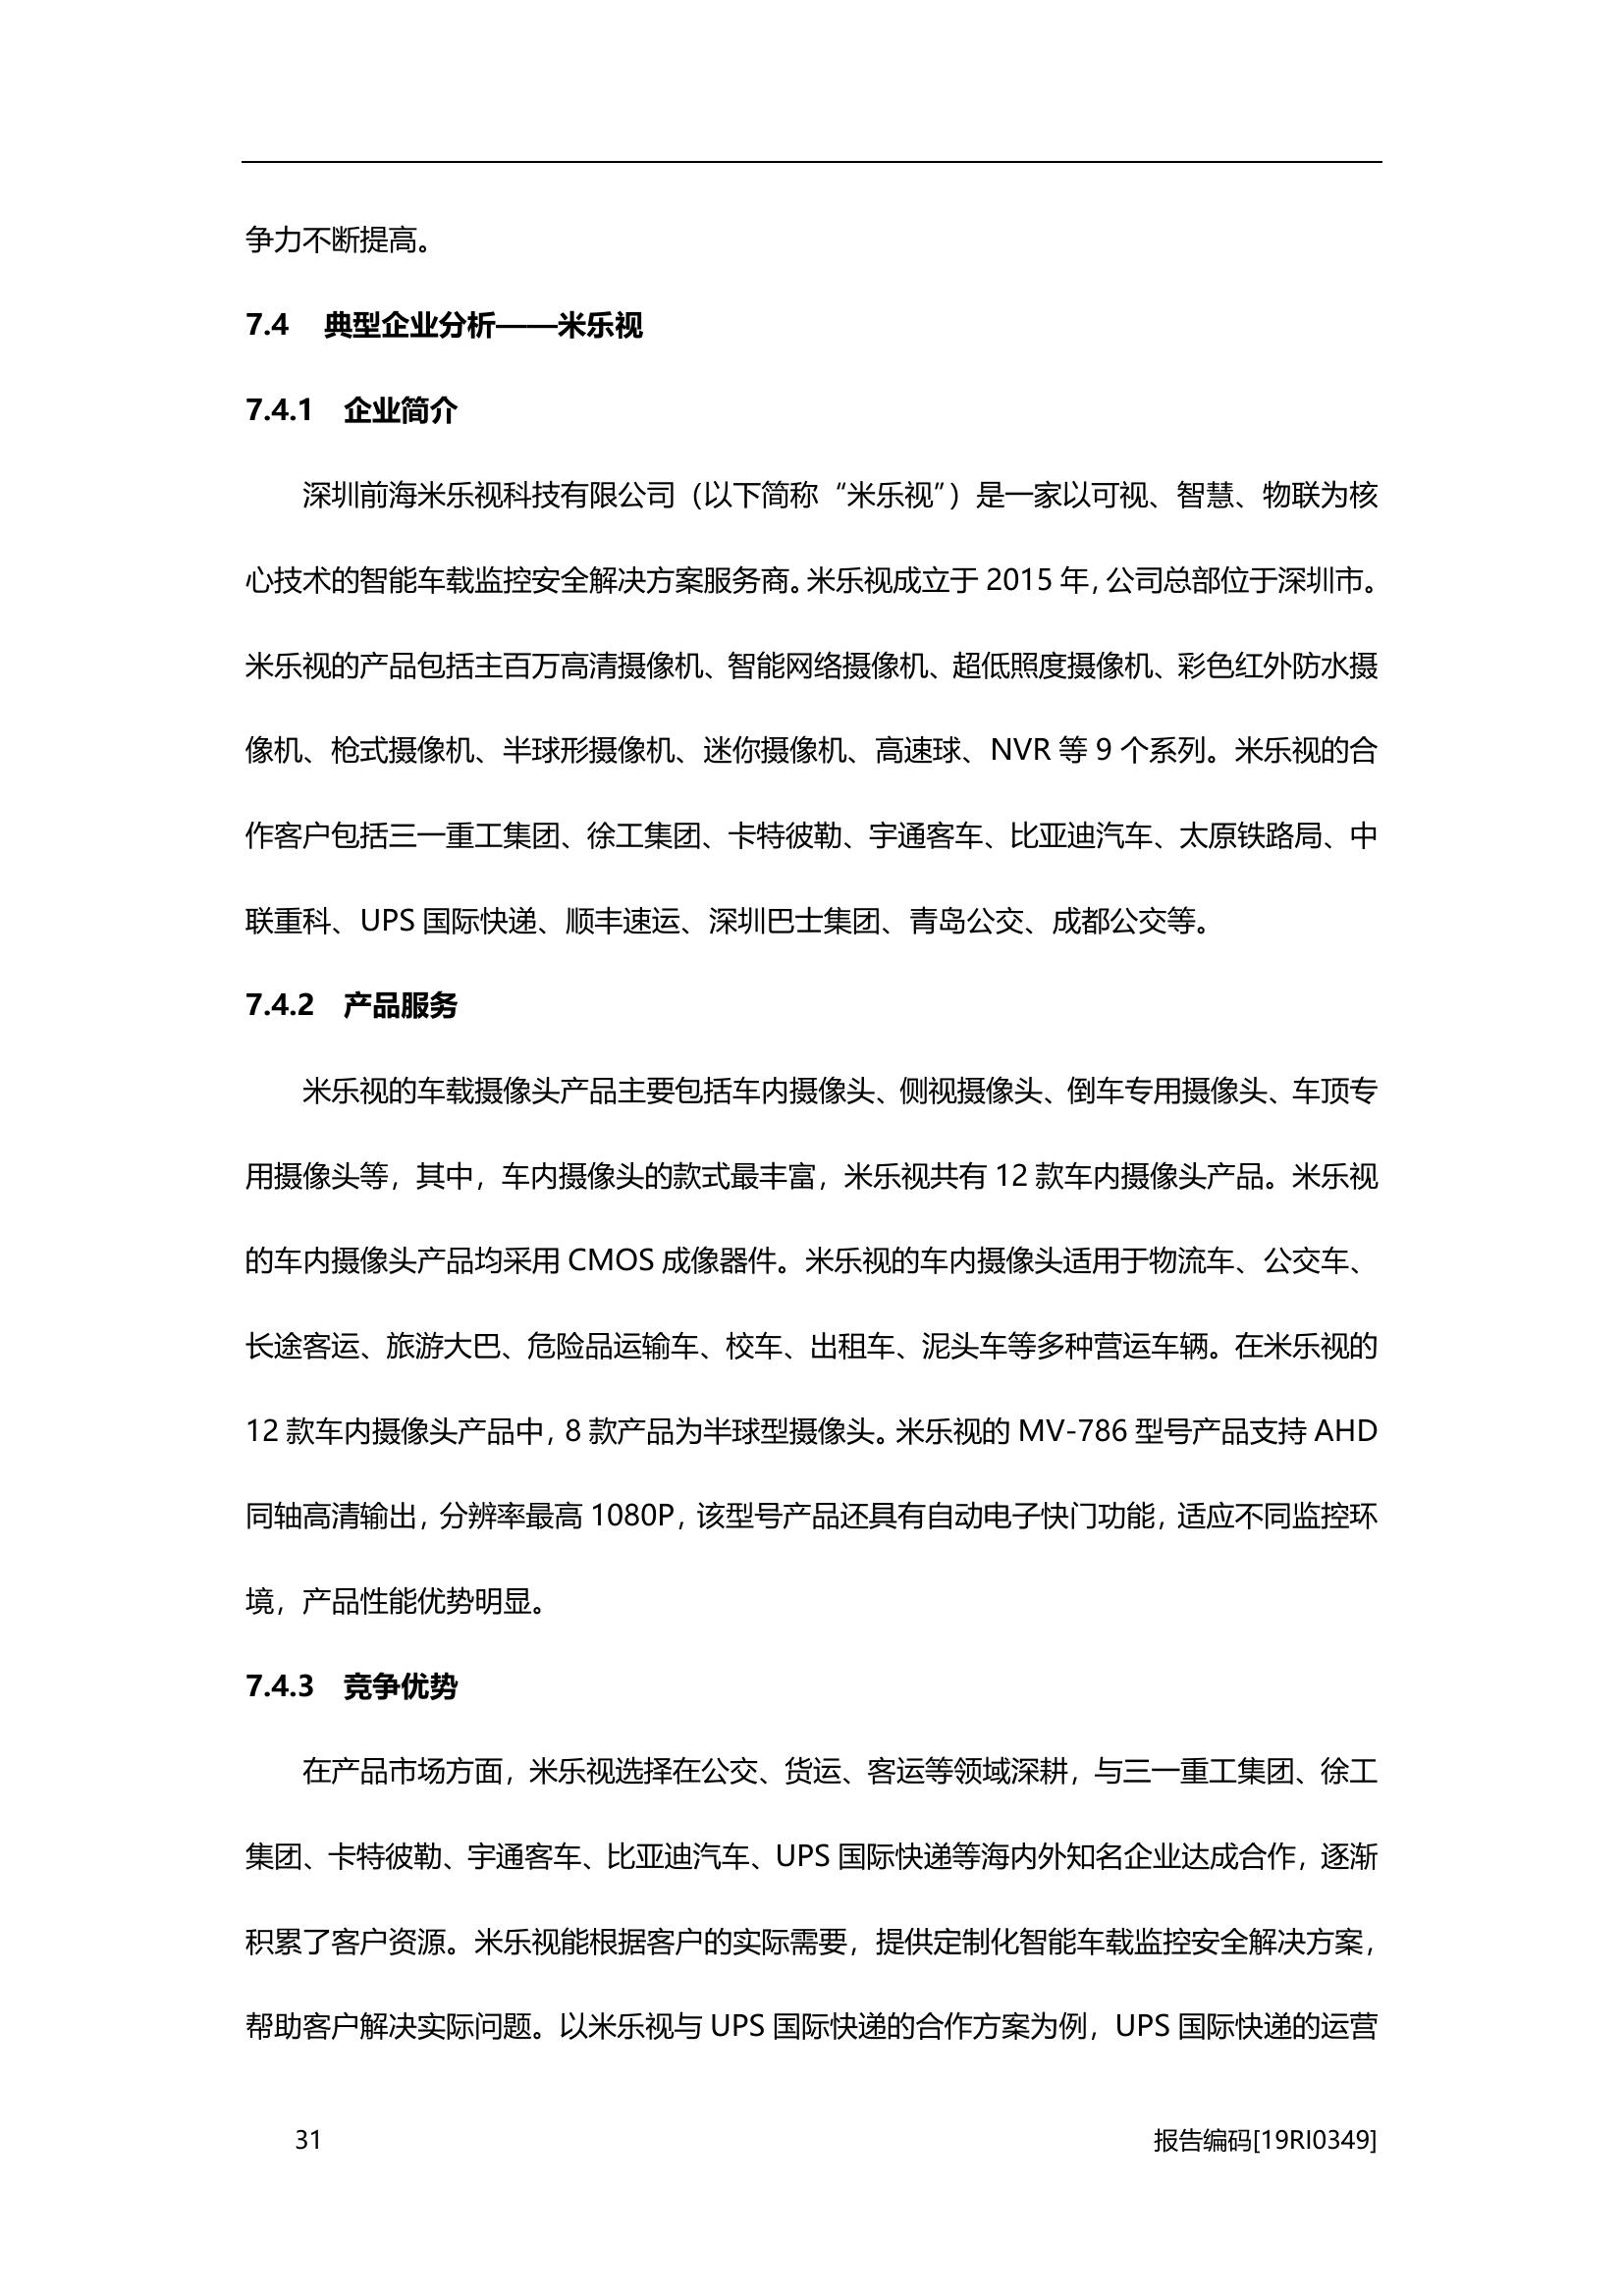 争力不断提高。
7.4 典型企业分析——米乐视
7.4.1 企业简介
深圳前海米乐视科技有限公司（以下简称“米乐视”）是一家以可视、智慧、物联为核
心技术的智能车载监控安全解决方案服务商。米乐视成立于 2015 年，公司总部位于深圳市。
米乐视的产品包括主百万高清摄像机、智能网络摄像机、超低照度摄像机、彩色红外防水摄
像机、枪式摄像机、半球形摄像机、迷你摄像机、高速球、NVR 等 9 个系列。米乐视的合
作客户包括三一重工集团、徐工集团、卡特彼勒、宇通客车、比亚迪汽车、太原铁路局、中
联重科、UPS 国际快递、顺丰速运、深圳巴士集团、青岛公交、成都公交等。
7.4.2 产品服务
米乐视的车载摄像头产品主要包括车内摄像头、侧视摄像头、倒车专用摄像头、车顶专
用摄像头等，其中，车内摄像头的款式最丰富，米乐视共有 12 款车内摄像头产品。米乐视
的车内摄像头产品均采用 CMOS 成像器件。米乐视的车内摄像头适用于物流车、公交车、
长途客运、旅游大巴、危险品运输车、校车、出租车、泥头车等多种营运车辆。在米乐视的
12 款车内摄像头产品中，8 款产品为半球型摄像头。米乐视的 MV-786 型号产品支持 AHD
同轴高清输出，分辨率最高 1080P，该型号产品还具有自动电子快门功能，适应不同监控环
境，产品性能优势明显。
7.4.3 竞争优势
在产品市场方面，米乐视选择在公交、货运、客运等领域深耕，与三一重工集团、徐工
集团、卡特彼勒、宇通客车、比亚迪汽车、UPS 国际快递等海内外知名企业达成合作，逐渐
积累了客户资源。米乐视能根据客户的实际需要，提供定制化智能车载监控安全解决方案，
帮助客户解决实际问题。以米乐视与 UPS 国际快递的合作方案为例，UPS 国际快递的运营
31 报告编码[19RI0349]